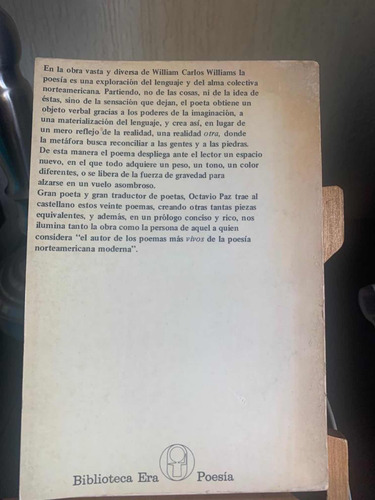 En la obra vasta y diversa de William Carlos Williams la
poesía es una exploración del lenguaje y del alma colectiva
norteamericana. Partiendo, no de las cosas, ni de la idea de
éstas, sino de la sensación que dejan, el poeta obtiene un
objeto verbal gracias a los poderes de la imaginación, a
una materialización del lenguaje, y crea así, en lugar de
un mero reflejo de la realidad, una realidad otra, donde
la metáfora busca reconciliar a las gentes y a las piedras.
De esta manera el poema despliega ante el lector un espacio
nuevo, en el que todo adquiere un peso, un tono, un color
diferentes, o se libera de la fuerza de gravedad para
alzarse en un vuelo asombroso.
Gran poeta y gran traductor de poetas, Octavio Paz trae al
castellano estos veinte poemas, creando otras tantas piezas
equivalentes, y además, en un prólogo conciso y rico, nos
ilumina tanto la obra como la persona de aquel a quien
considera "el autor de los poemas más vivos de la poesía
norteamericana moderna".
Biblioteca Era Poesía